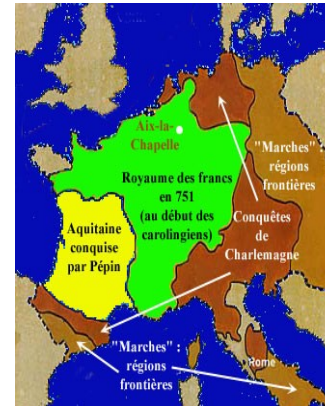 Aix-la-
Chapelle
"Marches" :
régions
frontières
Royaume des francs
en 751
(au début des
carolingiens)
Aquitaine
conquise
par Pépin
Conquêtes
de
Charlemagne
Rome
"Marches" :
régions
frontières